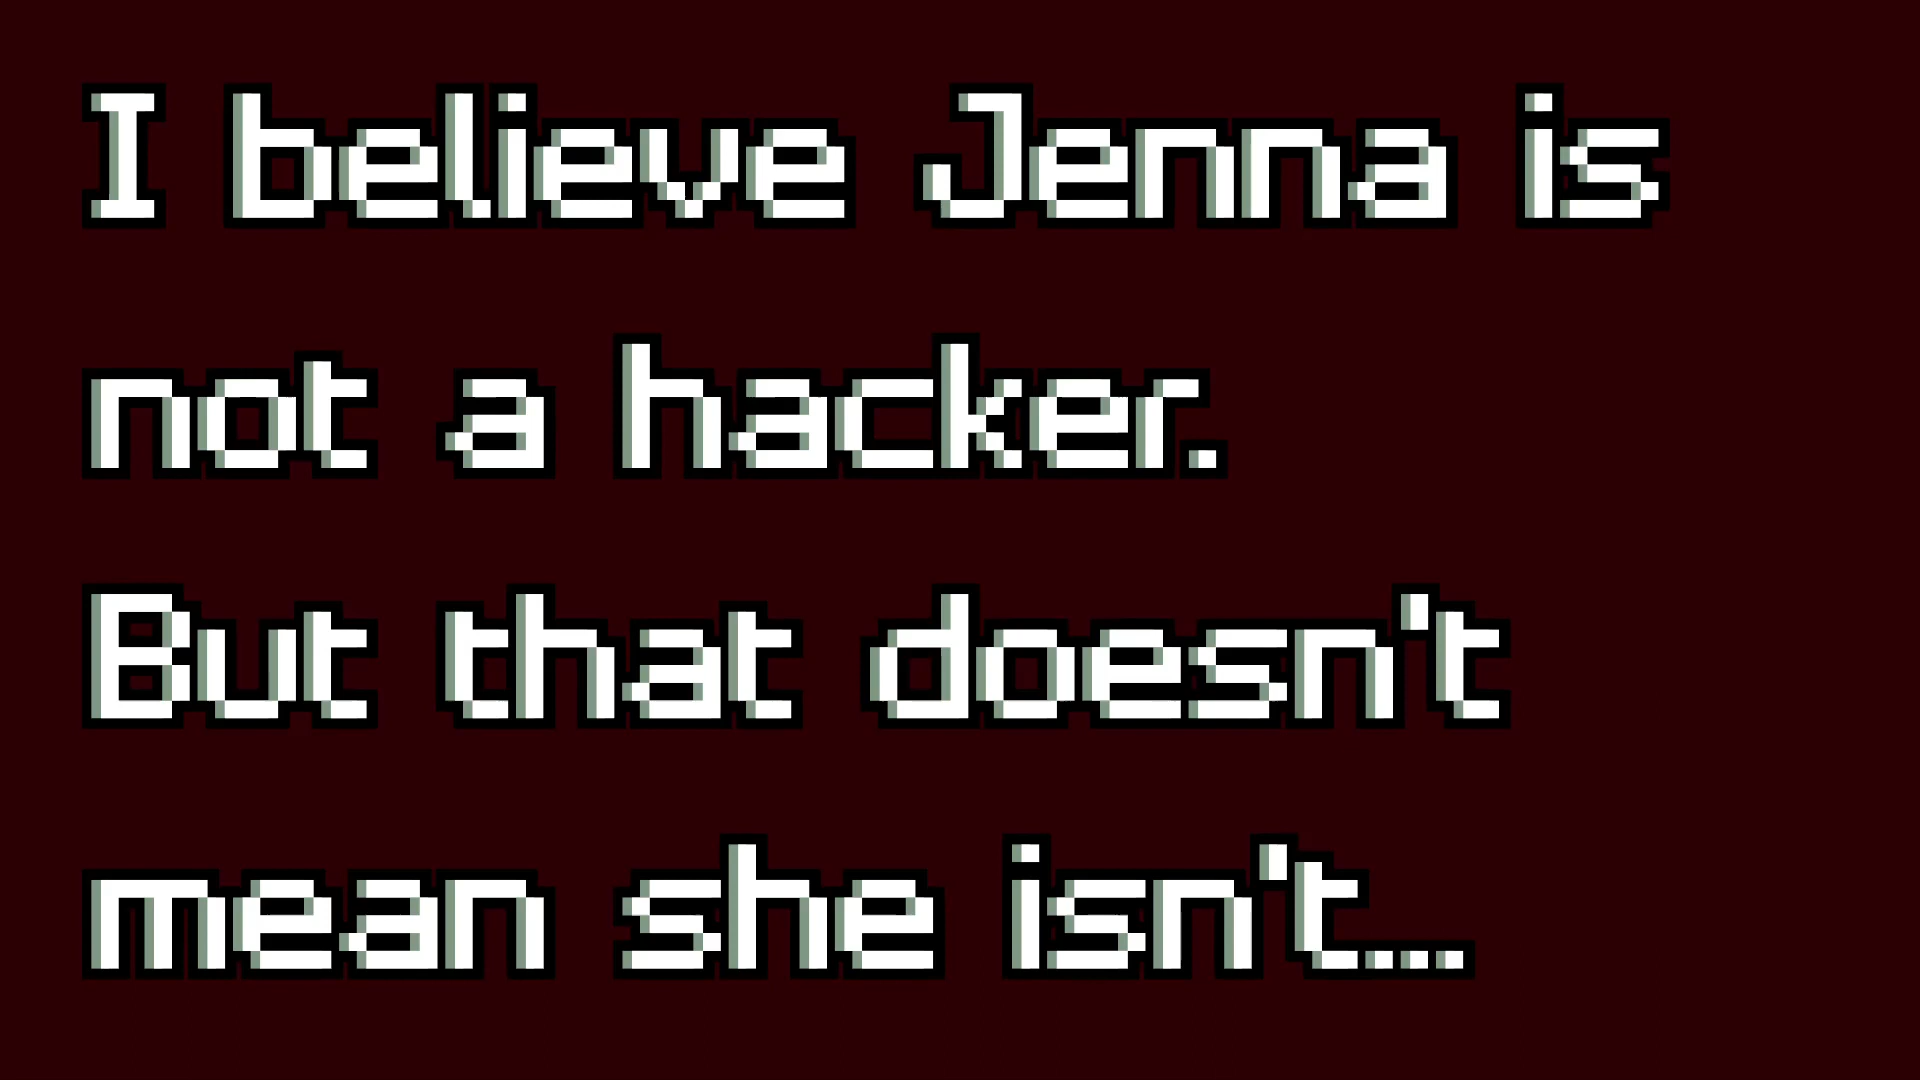 I believe Jenna is
not a hacker.
But that doesn't
mean she isn't...